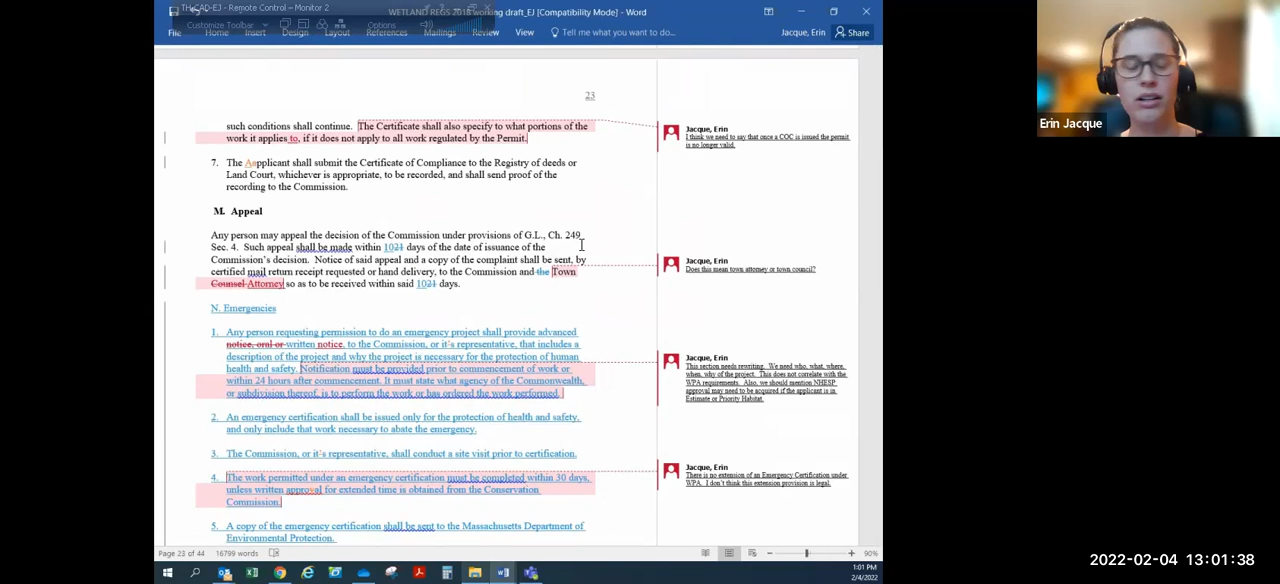 THCAD-EJ - Remote Control - Monitor 2
WETLAND REGS 2018 working draft_EJ [Compatibility Mode] - Word
Customize Toolbar
Options
File Home Insert Design Layout References Mailings Review View Tell me what you want to do...
Jacque, Erin Share
23
such conditions shall continue. The Certificate shall also specify to what portions of the
work it applies to, if it does not apply to all work regulated by the Permit.
7. The Aapplicant shall submit the Certificate of Compliance to the Registry of deeds or
Land Court, whichever is appropriate, to be recorded, and shall send proof of the
recording to the Commission.
M. Appeal
Any person may appeal the decision of the Commission under provisions of G.L., Ch. 249,
Sec. 4. Such appeal shall be made within 1021 days of the date of issuance of the
Commission's decision. Notice of said appeal and a copy of the complaint shall be sent, by
certified mail return receipt requested or hand delivery, to the Commission and the Town
Counsel Attorney so as to be received within said 1021 days.
N. Emergencies
1. Any person requesting permission to do an emergency project shall provide advanced
notice, oral or written notice, to the Commission, or it's representative, that includes a
description of the project and why the project is necessary for the protection of human
health and safety. Notification must be provided prior to commencement of work or
within 24 hours after commencement. It must state what agency of the Commonwealth,
or subdivision thereof, is to perform the work or has ordered the work performed.
2. An emergency certification shall be issued only for the protection of health and safety,
and only include that work necessary to abate the emergency.
3. The Commission, or it's representative, shall conduct a site visit prior to certification.
4. The work permitted under an emergency certification must be completed within 30 days,
unless written approval for extended time is obtained from the Conservation
Commission.
5. A copy of the emergency certification shall be sent to the Massachusetts Department of
Environmental Protection.
Jacque, Erin
I think we need to say that once a COC is issued the permit
is no longer valid.
Jacque, Erin
Does this mean town attorney or town council?
Jacque, Erin
This section needs rewriting. We need who, what, where,
when, why of the project. This does not correlate with the
WPA requirements. Also, we should mention NHESP
approval may need to be acquired if the applicant is in
Estimate or Priority Habitat.
Jacque, Erin
There is no extension of an Emergency Certification under
WPA. I don't think this extension provision is legal.
Page 23 of 44 16799 words
90%
1:01 PM
2/4/2022
Erin Jacque
2022-02-04 13:01:38